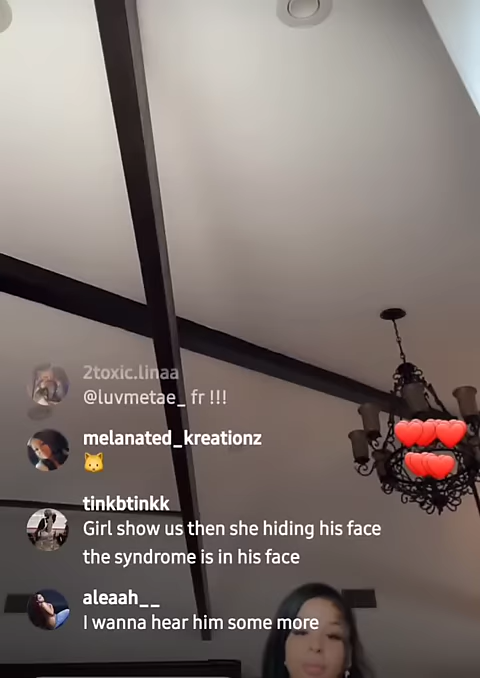 2toxic.linaa
@luvmetae_ fr !!!
melanated_kreationz
🐱
tinkbtinkk
Girl show us then she hiding his face
the syndrome is in his face
aleaah__
I wanna hear him some more